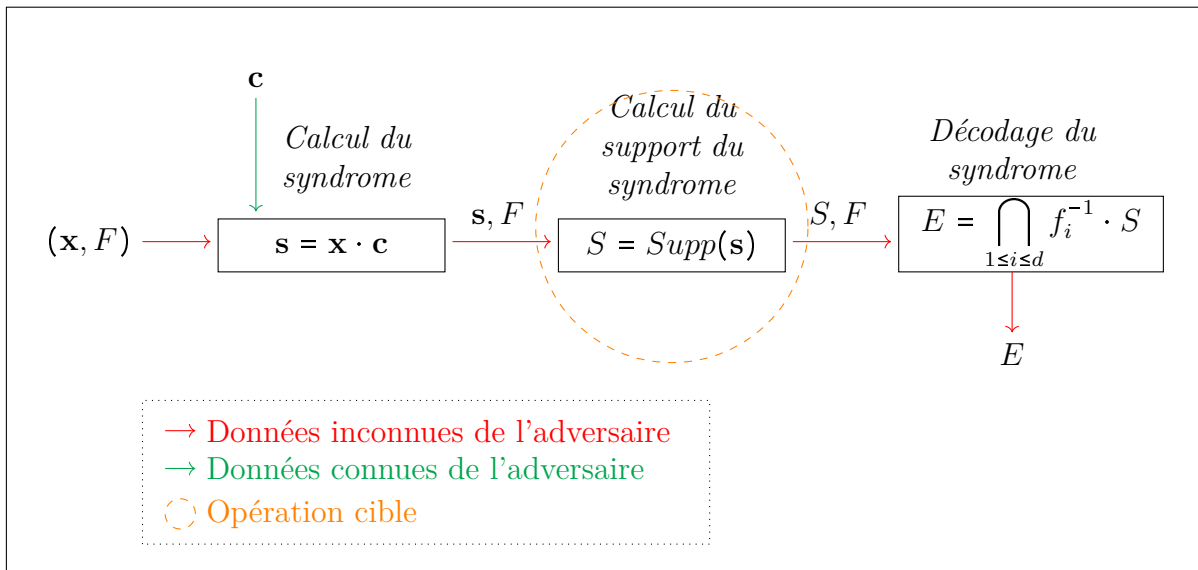 c
Calcul du
syndrome
Calcul du
support du
syndrome
Décodage du
syndrome
(x, F)
s = x · c
s, F
S = Supp(s)
S, F
E = ⋂ f_i^{-1} · S
1≤i≤d
E
Données inconnues de l'adversaire
Données connues de l'adversaire
Opération cible